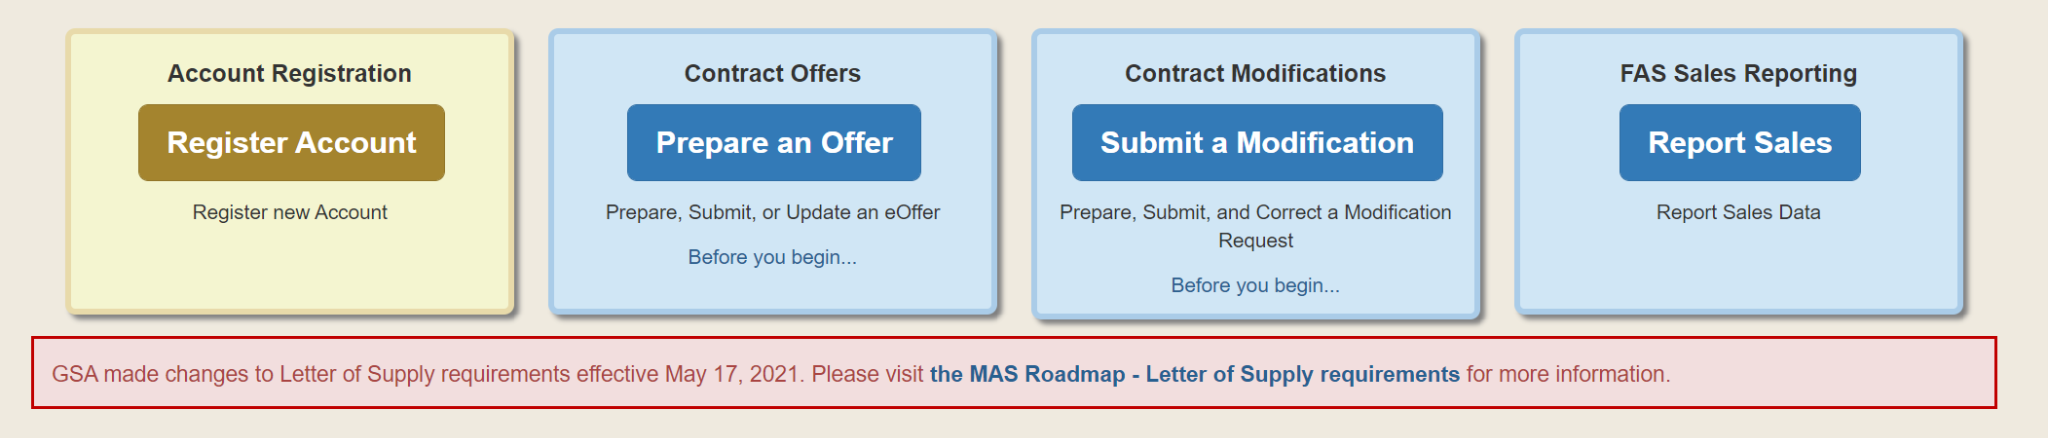 Account Registration
Register Account
Register new Account
Contract Offers
Prepare an Offer
Prepare, Submit, or Update an eOffer
Before you begin...
Contract Modifications
Submit a Modification
Prepare, Submit, and Correct a Modification
Request
Before you begin...
FAS Sales Reporting
Report Sales
Report Sales Data
GSA made changes to Letter of Supply requirements effective May 17, 2021. Please visit the MAS Roadmap - Letter of Supply requirements for more information.